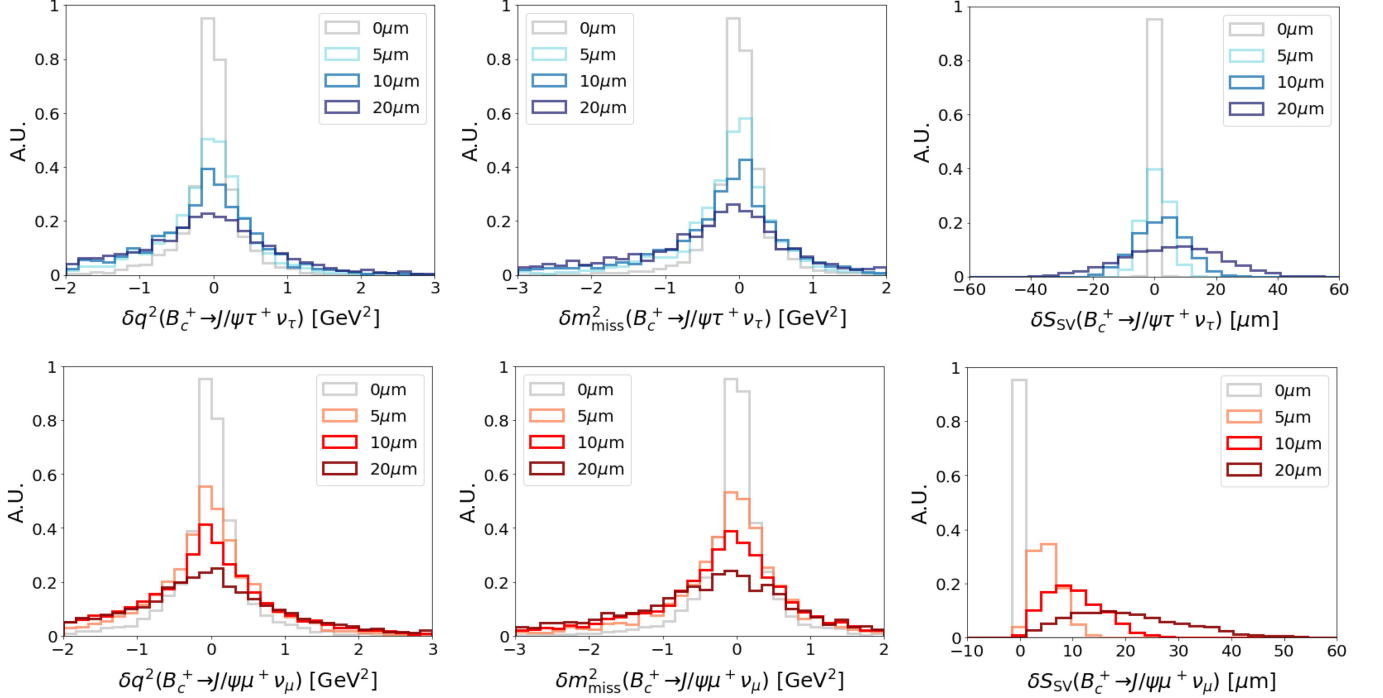 1
0.8
0.6
0.4
0.2
0
A.U.
0μm
5μm
10μm
20μm
−2 −1 0 1 2 3
δq²(B_c⁺→J/ψτ⁺ν_τ) [GeV²]
1
0.8
0.6
0.4
0.2
0
A.U.
0μm
5μm
10μm
20μm
−3 −2 −1 0 1 2
δm²_miss(B_c⁺→J/ψτ⁺ν_τ) [GeV²]
1
0.8
0.6
0.4
0.2
0
A.U.
0μm
5μm
10μm
20μm
−60 −40 −20 0 20 40 60
δS_SV(B_c⁺→J/ψτ⁺ν_τ) [μm]
1
0.8
0.6
0.4
0.2
0
A.U.
0μm
5μm
10μm
20μm
−2 −1 0 1 2 3
δq²(B_c⁺→J/ψμ⁺ν_μ) [GeV²]
1
0.8
0.6
0.4
0.2
0
A.U.
0μm
5μm
10μm
20μm
−3 −2 −1 0 1 2
δm²_miss(B_c⁺→J/ψμ⁺ν_μ) [GeV²]
1
0.8
0.6
0.4
0.2
0
A.U.
0μm
5μm
10μm
20μm
−10 0 10 20 30 40 50 60
δS_SV(B_c⁺→J/ψμ⁺ν_μ) [μm]